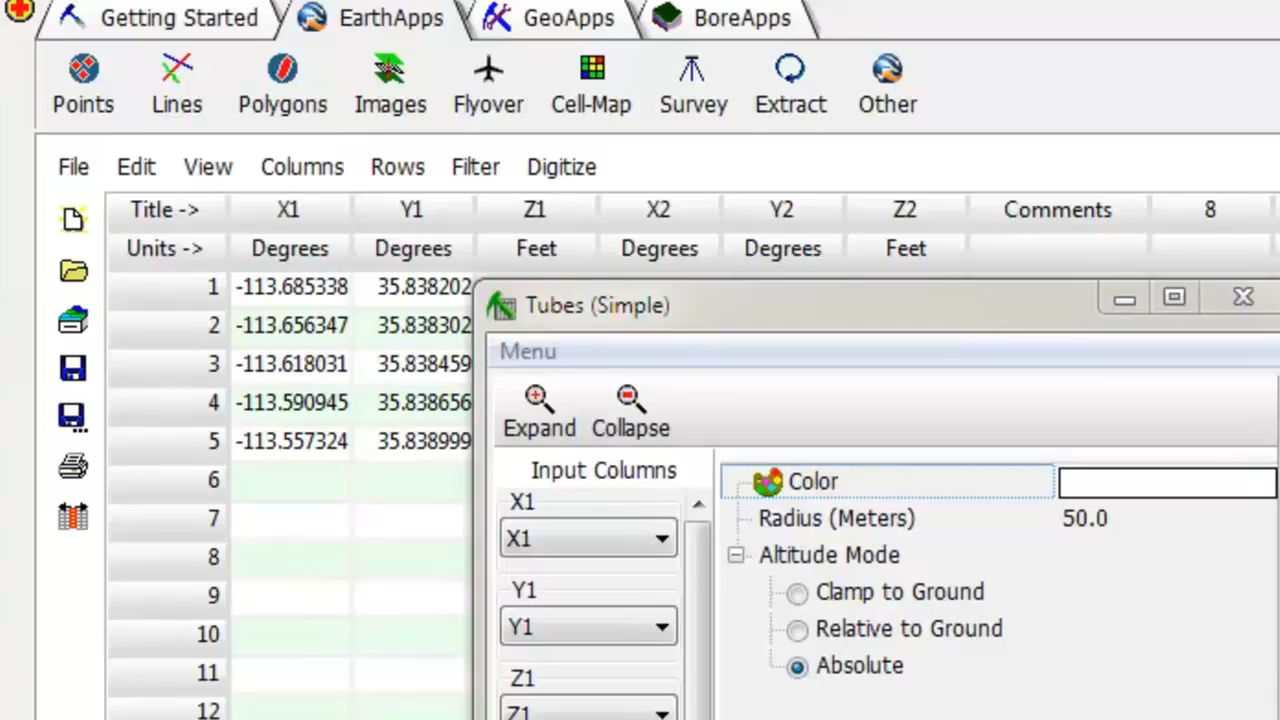 Getting Started EarthApps GeoApps BoreApps
Points Lines Polygons Images Flyover Cell-Map Survey Extract Other
File Edit View Columns Rows Filter Digitize
Title -> X1 Y1 Z1 X2 Y2 Z2 Comments 8
Units -> Degrees Degrees Feet Degrees Degrees Feet
1 -113.685338 35.838202
2 -113.656347 35.838302
3 -113.618031 35.838459
4 -113.590945 35.838656
5 -113.557324 35.838999
6
7
8
9
10
11
12
Tubes (Simple)
Menu
Expand Collapse
Input Columns
X1
X1
Y1
Y1
Z1
Z1
Color
Radius (Meters) 50.0
Altitude Mode
Clamp to Ground
Relative to Ground
Absolute